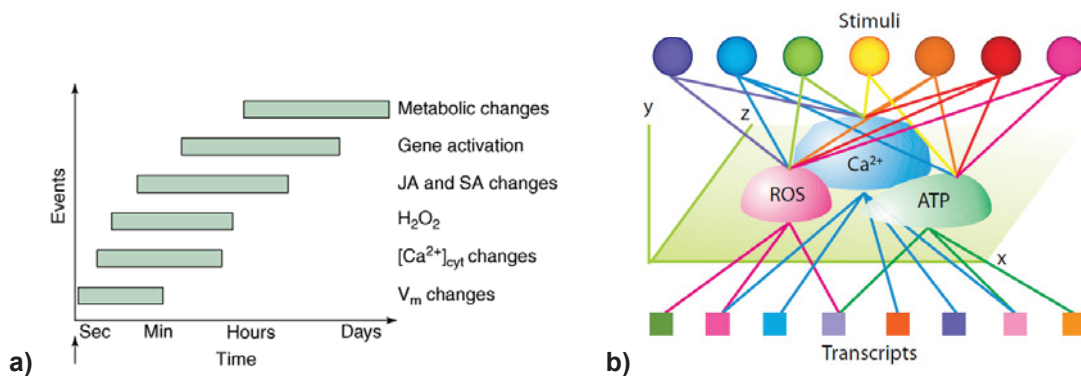 Events
Metabolic changes
Gene activation
JA and SA changes
H₂O₂
[Ca²⁺]cyt changes
Vm changes
Sec Min Hours Days
Time
a)
Stimuli
y
z
Ca²⁺
ROS
ATP
x
Transcripts
b)